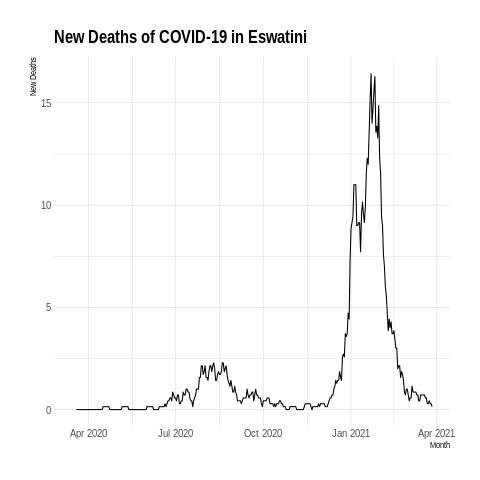 New Deaths of COVID-19 in Eswatini
New Deaths
15
10
5
0
Apr 2020
Jul 2020
Oct 2020
Jan 2021
Apr 2021
Month